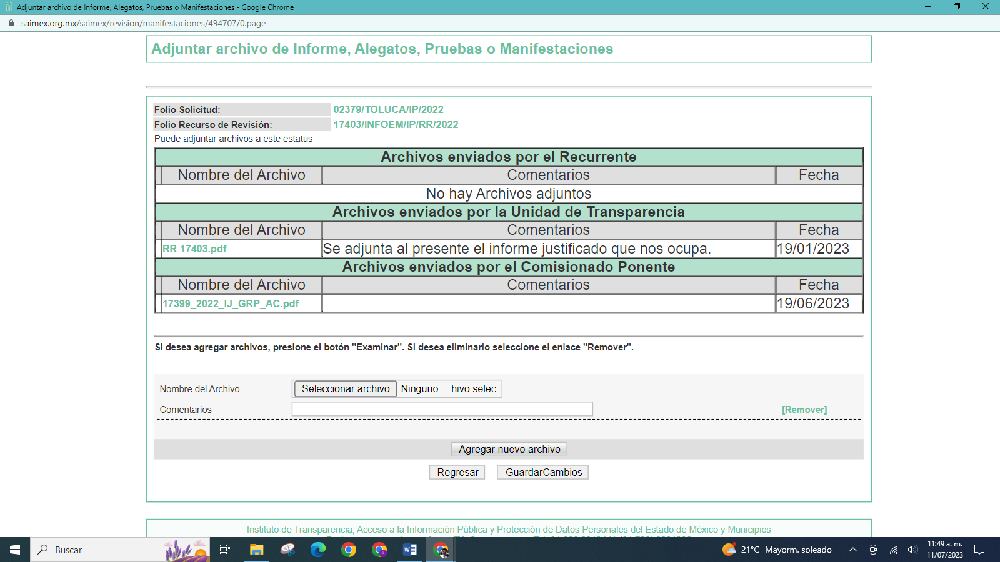 Adjuntar archivo de Informe, Alegatos, Pruebas o Manifestaciones - Google Chrome
saimex.org.mx/saimex/revision/manifestaciones/494707/0.page
Adjuntar archivo de Informe, Alegatos, Pruebas o Manifestaciones
Folio Solicitud: 02379/TOLUCA/IP/2022
Folio Recurso de Revisión: 17403/INFOEM/IP/RR/2022
Puede adjuntar archivos a este estatus
Archivos enviados por el Recurrente
Nombre del Archivo Comentarios Fecha
No hay Archivos adjuntos
Archivos enviados por la Unidad de Transparencia
Nombre del Archivo Comentarios Fecha
RR 17403.pdf Se adjunta al presente el informe justificado que nos ocupa. 19/01/2023
Archivos enviados por el Comisionado Ponente
Nombre del Archivo Comentarios Fecha
17399_2022_IJ_GRP_AC.pdf 19/06/2023
Si desea agregar archivos, presione el botón "Examinar". Si desea eliminarlo seleccione el enlace "Remover".
Nombre del Archivo Seleccionar archivo Ninguno ...hivo selec.
Comentarios [Remover]
Agregar nuevo archivo
Regresar GuardarCambios
Instituto de Transparencia, Acceso a la Información Pública y Protección de Datos Personales del Estado de México y Municipios
Buscar 21°C Mayorm. soleado 11:49 a. m.
11/07/2023